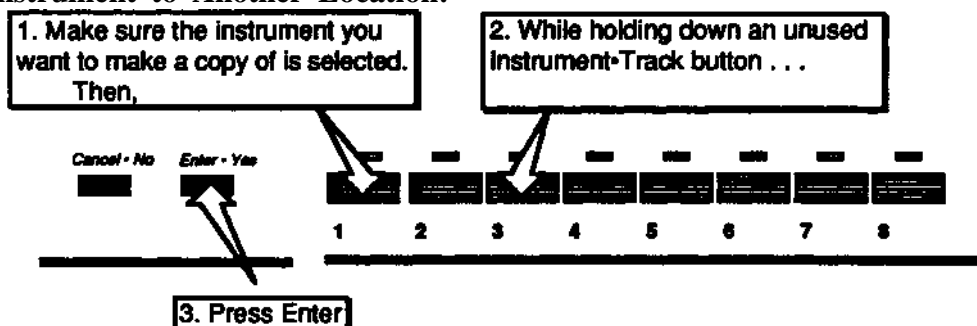 Instrument to Another Location:
1. Make sure the instrument you
want to make a copy of is selected.
Then,
2. While holding down an unused
instrument•Track button . . .
Cancel • No Enter • Yes
1 2 3 4 5 6 7 8
3. Press Enter